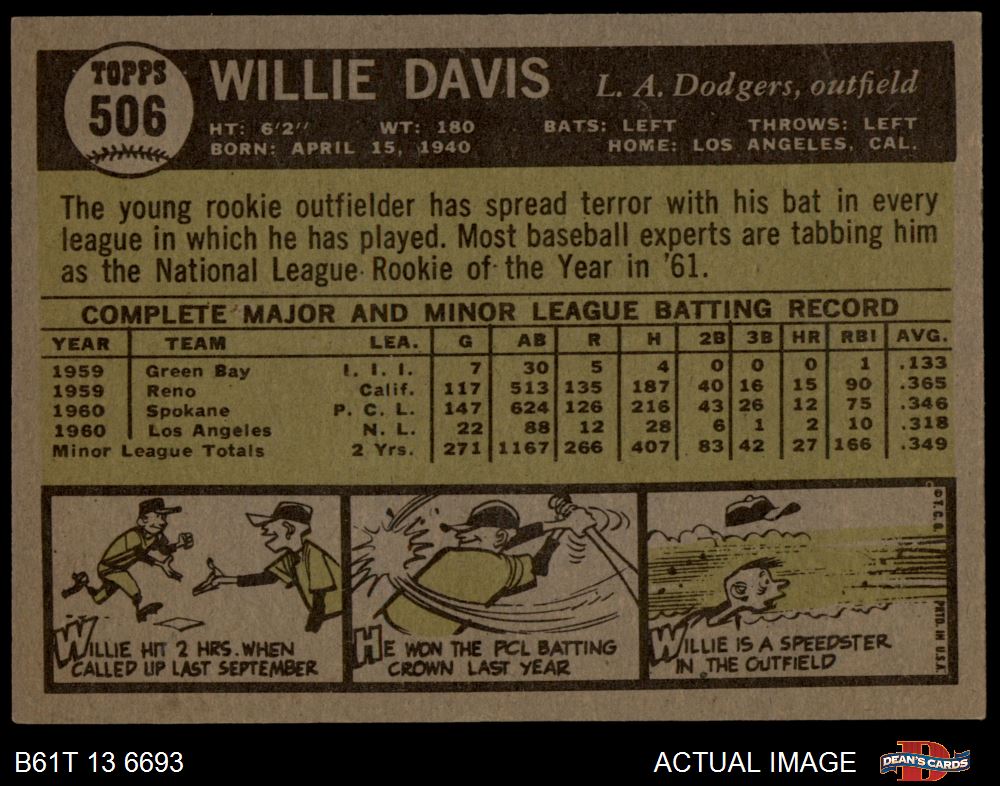 TOPPS
506
WILLIE DAVIS L. A. Dodgers, outfield
HT: 6'2" WT: 180 BATS: LEFT THROWS: LEFT
BORN: APRIL 15, 1940 HOME: LOS ANGELES, CAL.
The young rookie outfielder has spread terror with his bat in every
league in which he has played. Most baseball experts are tabbing him
as the National League Rookie of the Year in '61.
COMPLETE MAJOR AND MINOR LEAGUE BATTING RECORD
YEAR TEAM LEA. G AB R H 2B 3B HR RBI AVG.
1959 Green Bay I. I. I. 7 30 5 4 0 0 0 1 .133
1959 Reno Calif. 117 513 135 187 40 16 15 90 .365
1960 Spokane P. C. L. 147 624 126 216 43 26 12 75 .346
1960 Los Angeles N. L. 22 88 12 28 6 1 2 10 .318
Minor League Totals 2 Yrs. 271 1167 266 407 83 42 27 166 .349
WILLIE HIT 2 HRS. WHEN
CALLED UP LAST SEPTEMBER
HE WON THE PCL BATTING
CROWN LAST YEAR
WILLIE IS A SPEEDSTER
IN THE OUTFIELD
© T. C. G. PRTD. IN U.S.A.
B61T 13 6693 ACTUAL IMAGE
DEAN'S CARDS